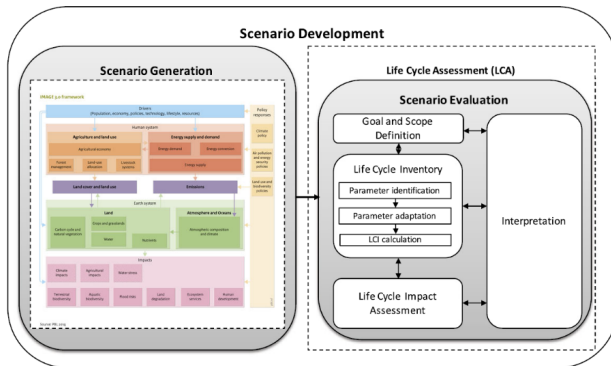 Scenario Development
Scenario Generation
IMAGE 3.0 framework
Drivers
(Population, economy, policies, technology, lifestyle, resources)
Policy
responses
Human system
Agriculture and land use
Energy supply and demand
Climate
policy
Agricultural economy
Energy demand
Energy conversion
Forest
management
Land-use
allocation
Livestock
systems
Energy supply
Air pollution
and energy
policies
Land cover and land use
Emissions
Land use and
biodiversity
policies
Earth system
Land
Atmosphere and Oceans
Carbon cycle and
natural vegetation
Crops and grasslands
Water
Nutrients
Atmospheric composition
and climate
Impacts
Climate
impacts
Agricultural
impacts
Water stress
Terrestrial
biodiversity
Aquatic
biodiversity
Flood risks
Land
degradation
Ecosystem
services
Human
development
Source: PBL 2014
Life Cycle Assessment (LCA)
Scenario Evaluation
Goal and Scope
Definition
Life Cycle Inventory
Parameter identification
Parameter adaptation
LCI calculation
Life Cycle Impact
Assessment
Interpretation